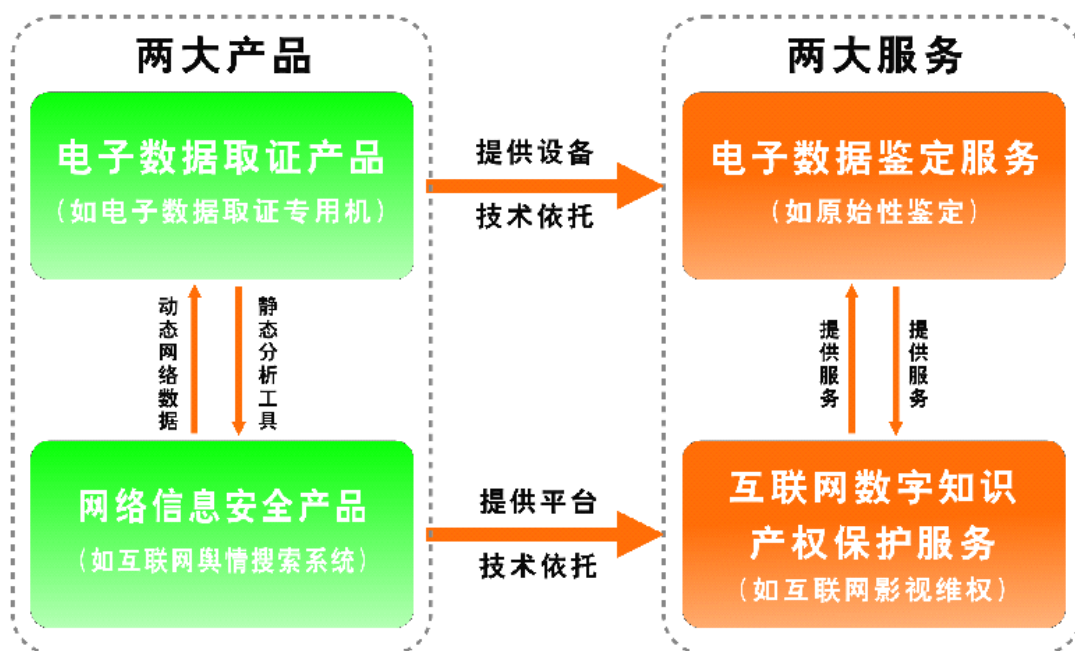 两大产品
电子数据取证产品
（如电子数据取证专用机）
动态网络数据
静态分析工具
网络信息安全产品
（如互联网舆情搜索系统）
提供设备
技术依托
提供平台
技术依托
两大服务
电子数据鉴定服务
（如原始性鉴定）
提供服务
提供服务
互联网数字知识
产权保护服务
（如互联网影视维权）